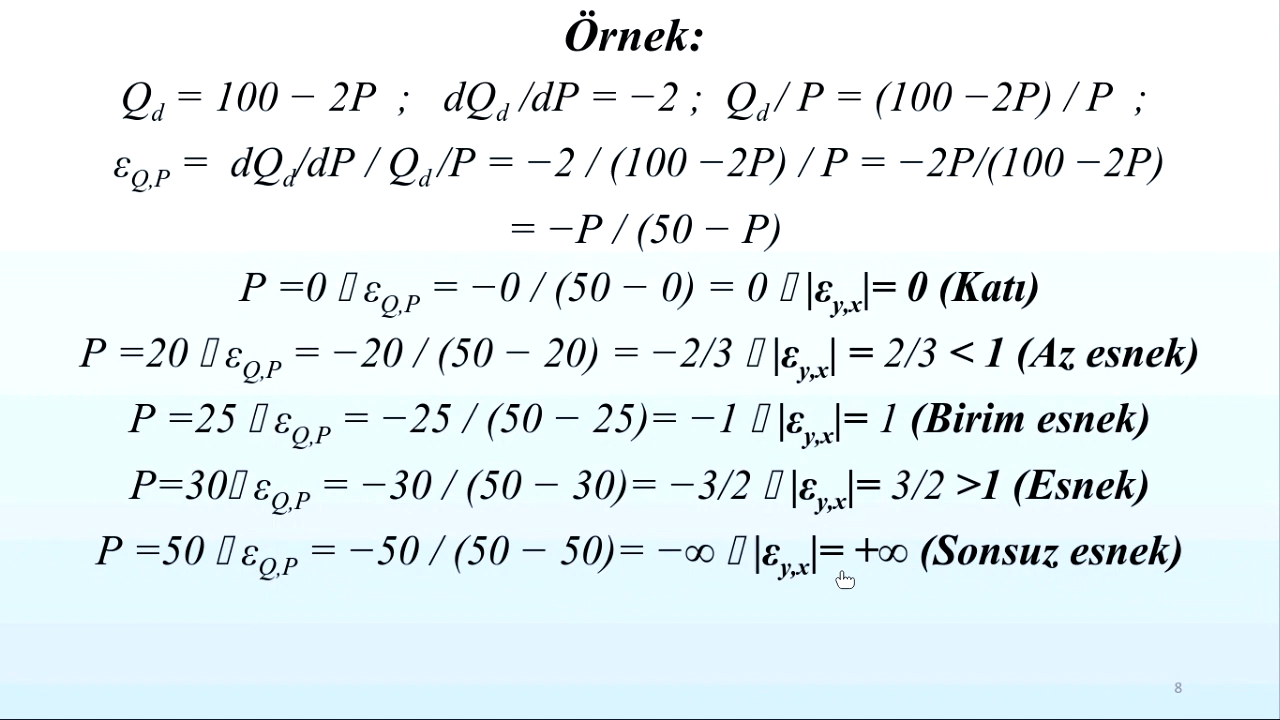 Örnek:
Qd = 100 − 2P ; dQd /dP = −2 ; Qd / P = (100 −2P) / P ;
εQ,P = dQd/dP / Qd /P = −2 / (100 −2P) / P = −2P/(100 −2P)
= −P / (50 − P)
P =0 ▯ εQ,P = −0 / (50 − 0) = 0 ▯ |εy,x|= 0 (Katı)
P =20 ▯ εQ,P = −20 / (50 − 20) = −2/3 ▯ |εy,x| = 2/3 < 1 (Az esnek)
P =25 ▯ εQ,P = −25 / (50 − 25)= −1 ▯ |εy,x|= 1 (Birim esnek)
P=30▯ εQ,P = −30 / (50 − 30)= −3/2 ▯ |εy,x|= 3/2 >1 (Esnek)
P =50 ▯ εQ,P = −50 / (50 − 50)= −∞ ▯ |εy,x|= +∞ (Sonsuz esnek)
8